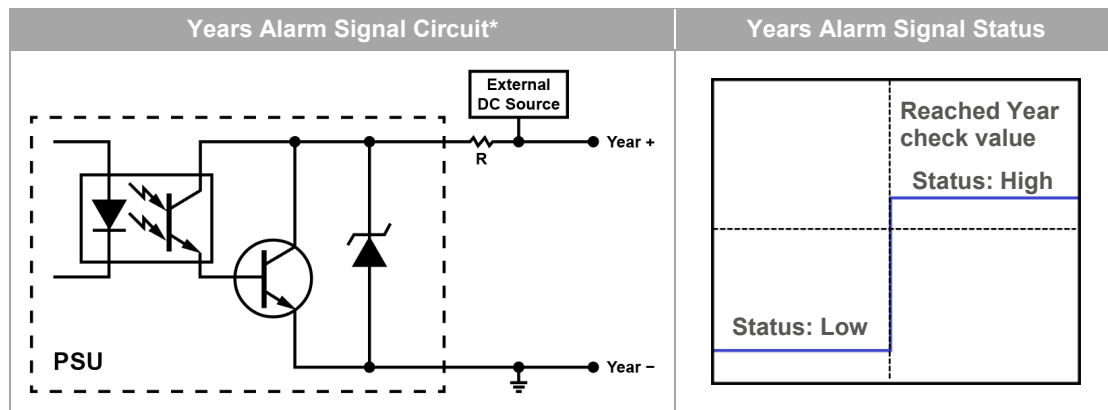 Years Alarm Signal Circuit*
Years Alarm Signal Status
External
DC Source
Year +
R
PSU
Year −
Reached Year
check value
Status: High
Status: Low